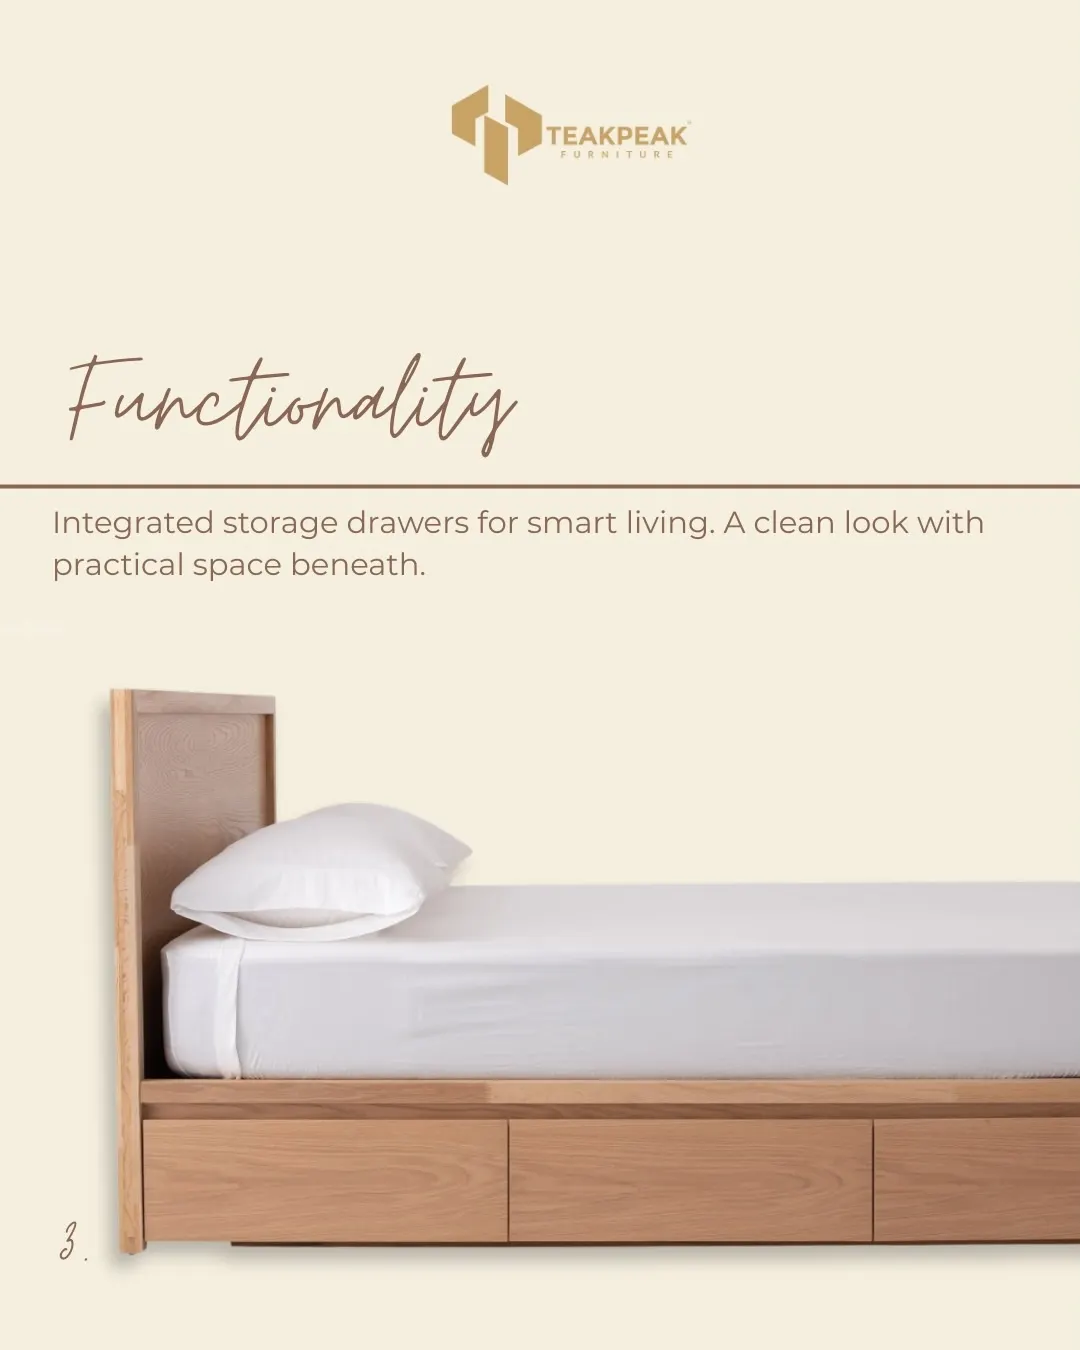 TEAKPEAK
FURNITURE
Functionality
Integrated storage drawers for smart living. A clean look with
practical space beneath.
3.